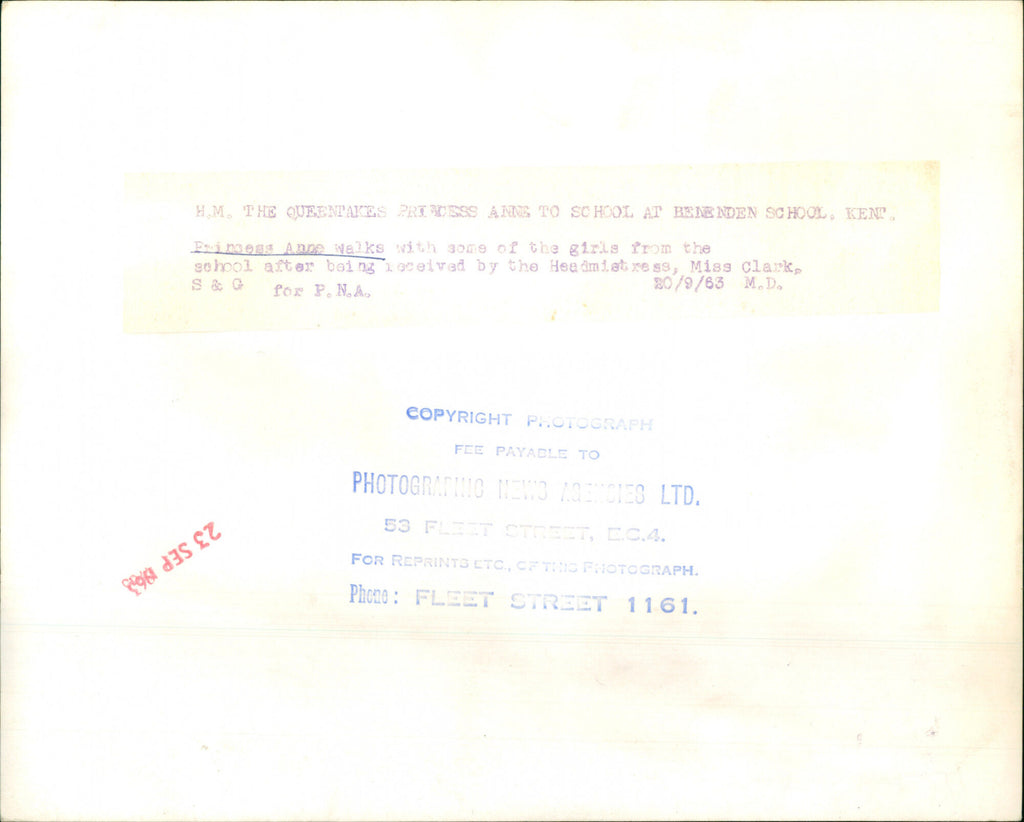 H.M. THE QUEENTAKES PRINCESS ANNE TO SCHOOL AT BENENDEN SCHOOL. KENT.
Princess Anne walks with some of the girls from the
school after being received by the Headmistress, Miss Clark.
S & G for P.N.A. 20/9/63 M.D.
COPYRIGHT PHOTOGRAPH
FEE PAYABLE TO
PHOTOGRAPHIC NEWS AGENCIES LTD.
53 FLEET STREET, E.C.4.
FOR REPRINTS ETC., OF THIS PHOTOGRAPH.
Phone: FLEET STREET 1161.
23 SEP 1963